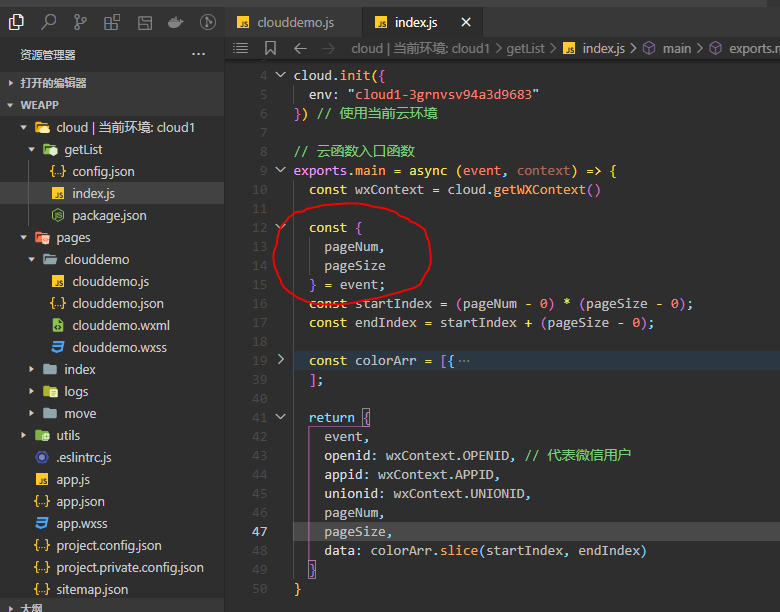 clouddemo.js
index.js
资源管理器
cloud | 当前环境: cloud1 > getList > index.js > main > exports.m
打开的编辑器
WEAPP
cloud | 当前环境: cloud1
getList
config.json
index.js
package.json
pages
clouddemo
clouddemo.js
clouddemo.json
clouddemo.wxml
clouddemo.wxss
index
logs
move
utils
.eslintrc.js
app.js
app.json
app.wxss
project.config.json
project.private.config.json
sitemap.json
大纲
4 cloud.init({
5 env: "cloud1-3grnvsv94a3d9683"
6 }) // 使用当前云环境
7
8 // 云函数入口函数
9 exports.main = async (event, context) => {
10 const wxContext = cloud.getWXContext()
11
12 const {
13 pageNum,
14 pageSize
15 } = event;
16 const startIndex = (pageNum - 0) * (pageSize - 0);
17 const endIndex = startIndex + (pageSize - 0);
18
19 const colorArr = [{ ···
39 ];
40
41 return {
42 event,
43 openid: wxContext.OPENID, // 代表微信用户
44 appid: wxContext.APPID,
45 unionid: wxContext.UNIONID,
46 pageNum,
47 pageSize,
48 data: colorArr.slice(startIndex, endIndex)
49 }
50 }